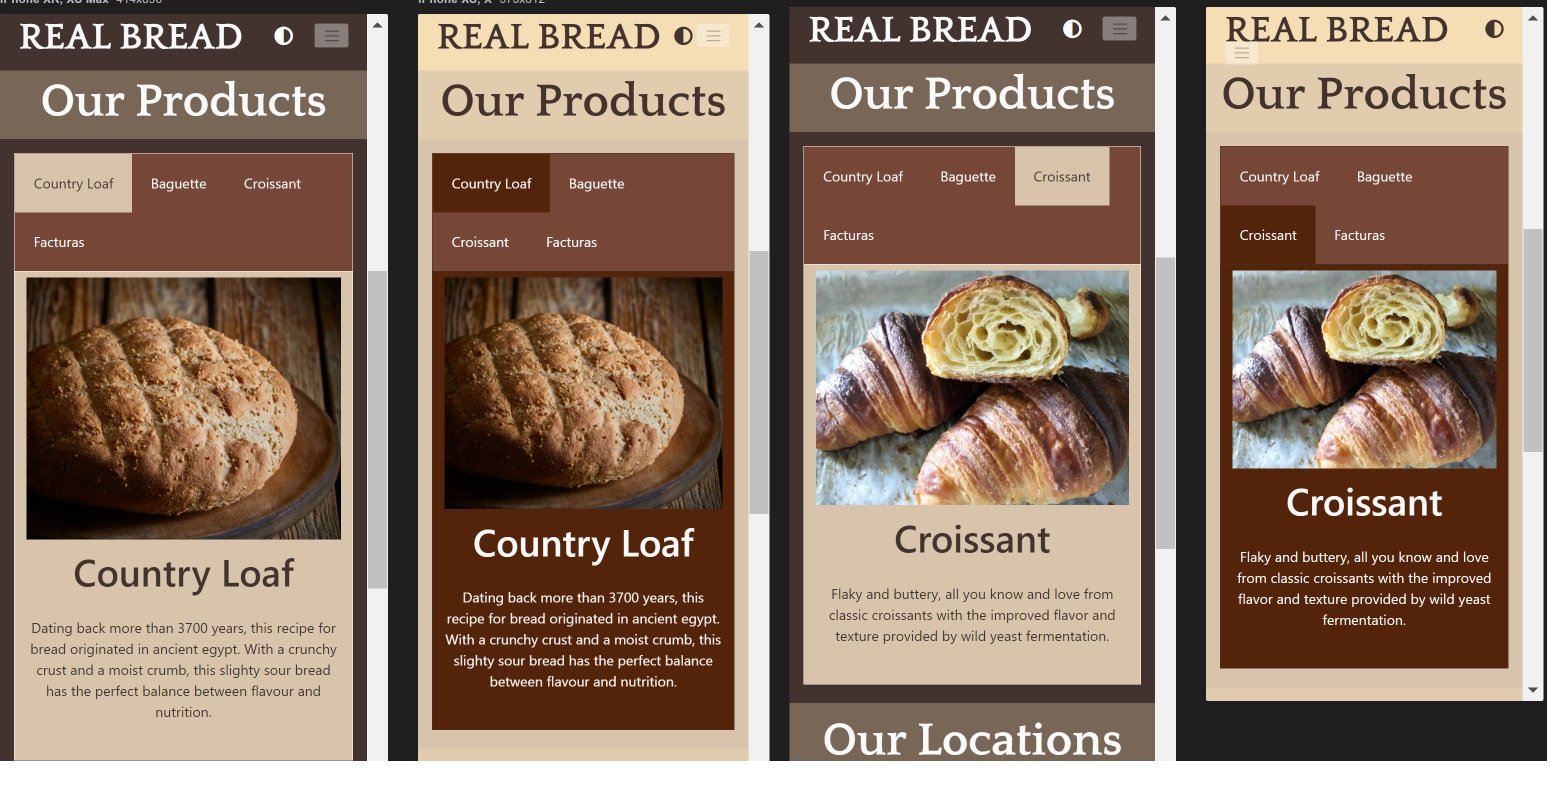 iPhone XR, XS Max 414x896
REAL BREAD
Our Products
Country Loaf Baguette Croissant
Facturas
Country Loaf
Dating back more than 3700 years, this recipe for
bread originated in ancient egypt. With a crunchy
crust and a moist crumb, this slighty sour bread
has the perfect balance between flavour and
nutrition.
iPhone XS, X 375x812
REAL BREAD
Our Products
Country Loaf Baguette
Croissant Facturas
Country Loaf
Dating back more than 3700 years, this
recipe for bread originated in ancient egypt.
With a crunchy crust and a moist crumb, this
slighty sour bread has the perfect balance
between flavour and nutrition.
REAL BREAD
Our Products
Country Loaf Baguette Croissant
Facturas
Croissant
Flaky and buttery, all you know and love from
classic croissants with the improved flavor and
texture provided by wild yeast fermentation.
Our Locations
REAL BREAD
Our Products
Country Loaf Baguette
Croissant Facturas
Croissant
Flaky and buttery, all you know and love
from classic croissants with the improved
flavor and texture provided by wild yeast
fermentation.